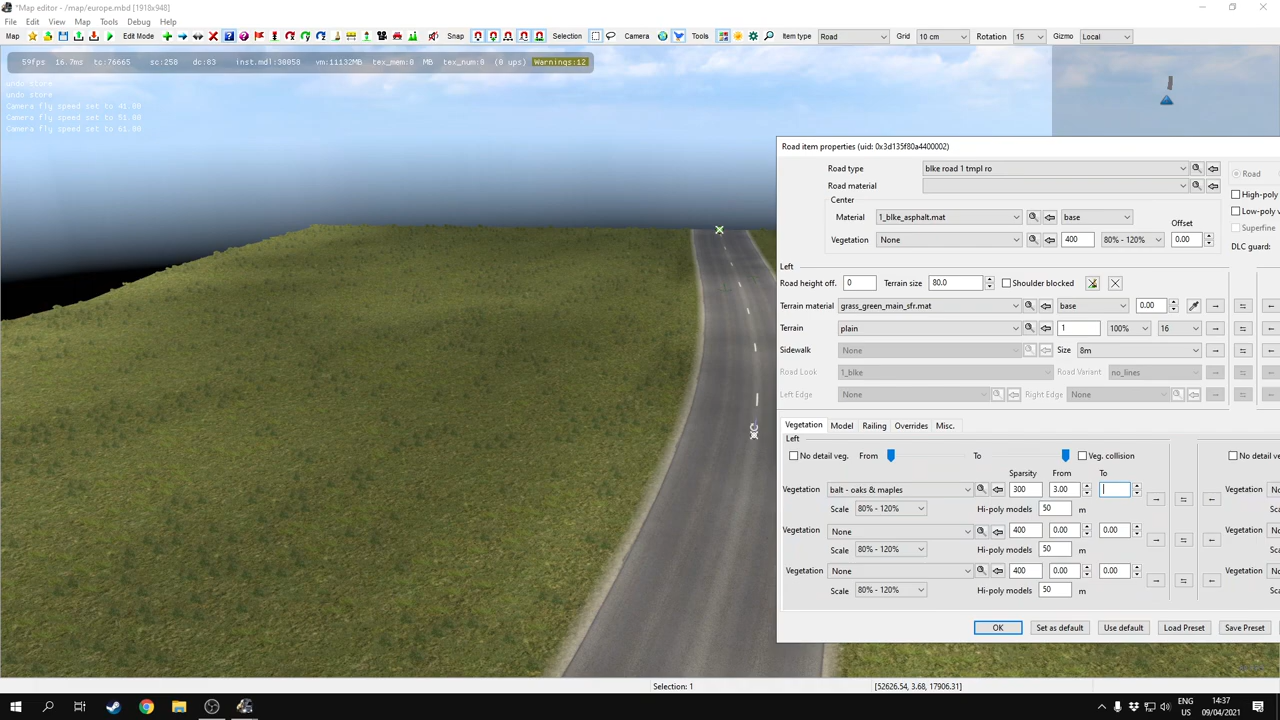 *Map editor - /map/europe.mbd [1918x948]
File Edit View Map Tools Debug Help
Map Edit Mode Snap Selection Camera Tools Item type Road Grid 10 cm Rotation 15 Gizmo Local
59fps 16.7ms tc:76665 sc:258 dc:83 inst.mdl:30858 vm:11132MB tex_mem:0 MB tex_num:0 (0 ups) Warnings:12
undo store
undo store
Camera fly speed set to 41.00
Camera fly speed set to 51.00
Camera fly speed set to 61.00
Road item properties (uid: 0x3d135f80a4400002)
Road type blke road 1 tmpl ro Road
Road material
High-poly
Center
Low-poly v
Material 1_blke_asphalt.mat base Offset
Superfine
Vegetation None 400 80% - 120% 0.00
DLC guard:
Left
Road height off. 0 Terrain size 80.0 Shoulder blocked
Terrain material grass_green_main_sfr.mat base 0.00
Terrain plain 1 100% 16
Sidewalk None Size 8m
Road Look 1_blke Road Variant: no_lines
Left Edge None Right Edge None
Vegetation Model Railing Overrides Misc.
Left
No detail veg. From To Veg. collision No detai
Sparsity From To
Vegetation balt - oaks & maples 300 3.00 Vegetation No
Scale 80% - 120% Hi-poly models 50 m Sca
Vegetation None 400 0.00 0.00 Vegetation No
Scale 80% - 120% Hi-poly models 50 m Sca
Vegetation None 400 0.00 0.00 Vegetation No
Scale 80% - 120% Hi-poly models 50 m Sca
OK Set as default Use default Load Preset Save Preset
Selection: 1 [52626.54, 3.68, 17906.31]
ENG 14:37
US 09/04/2021